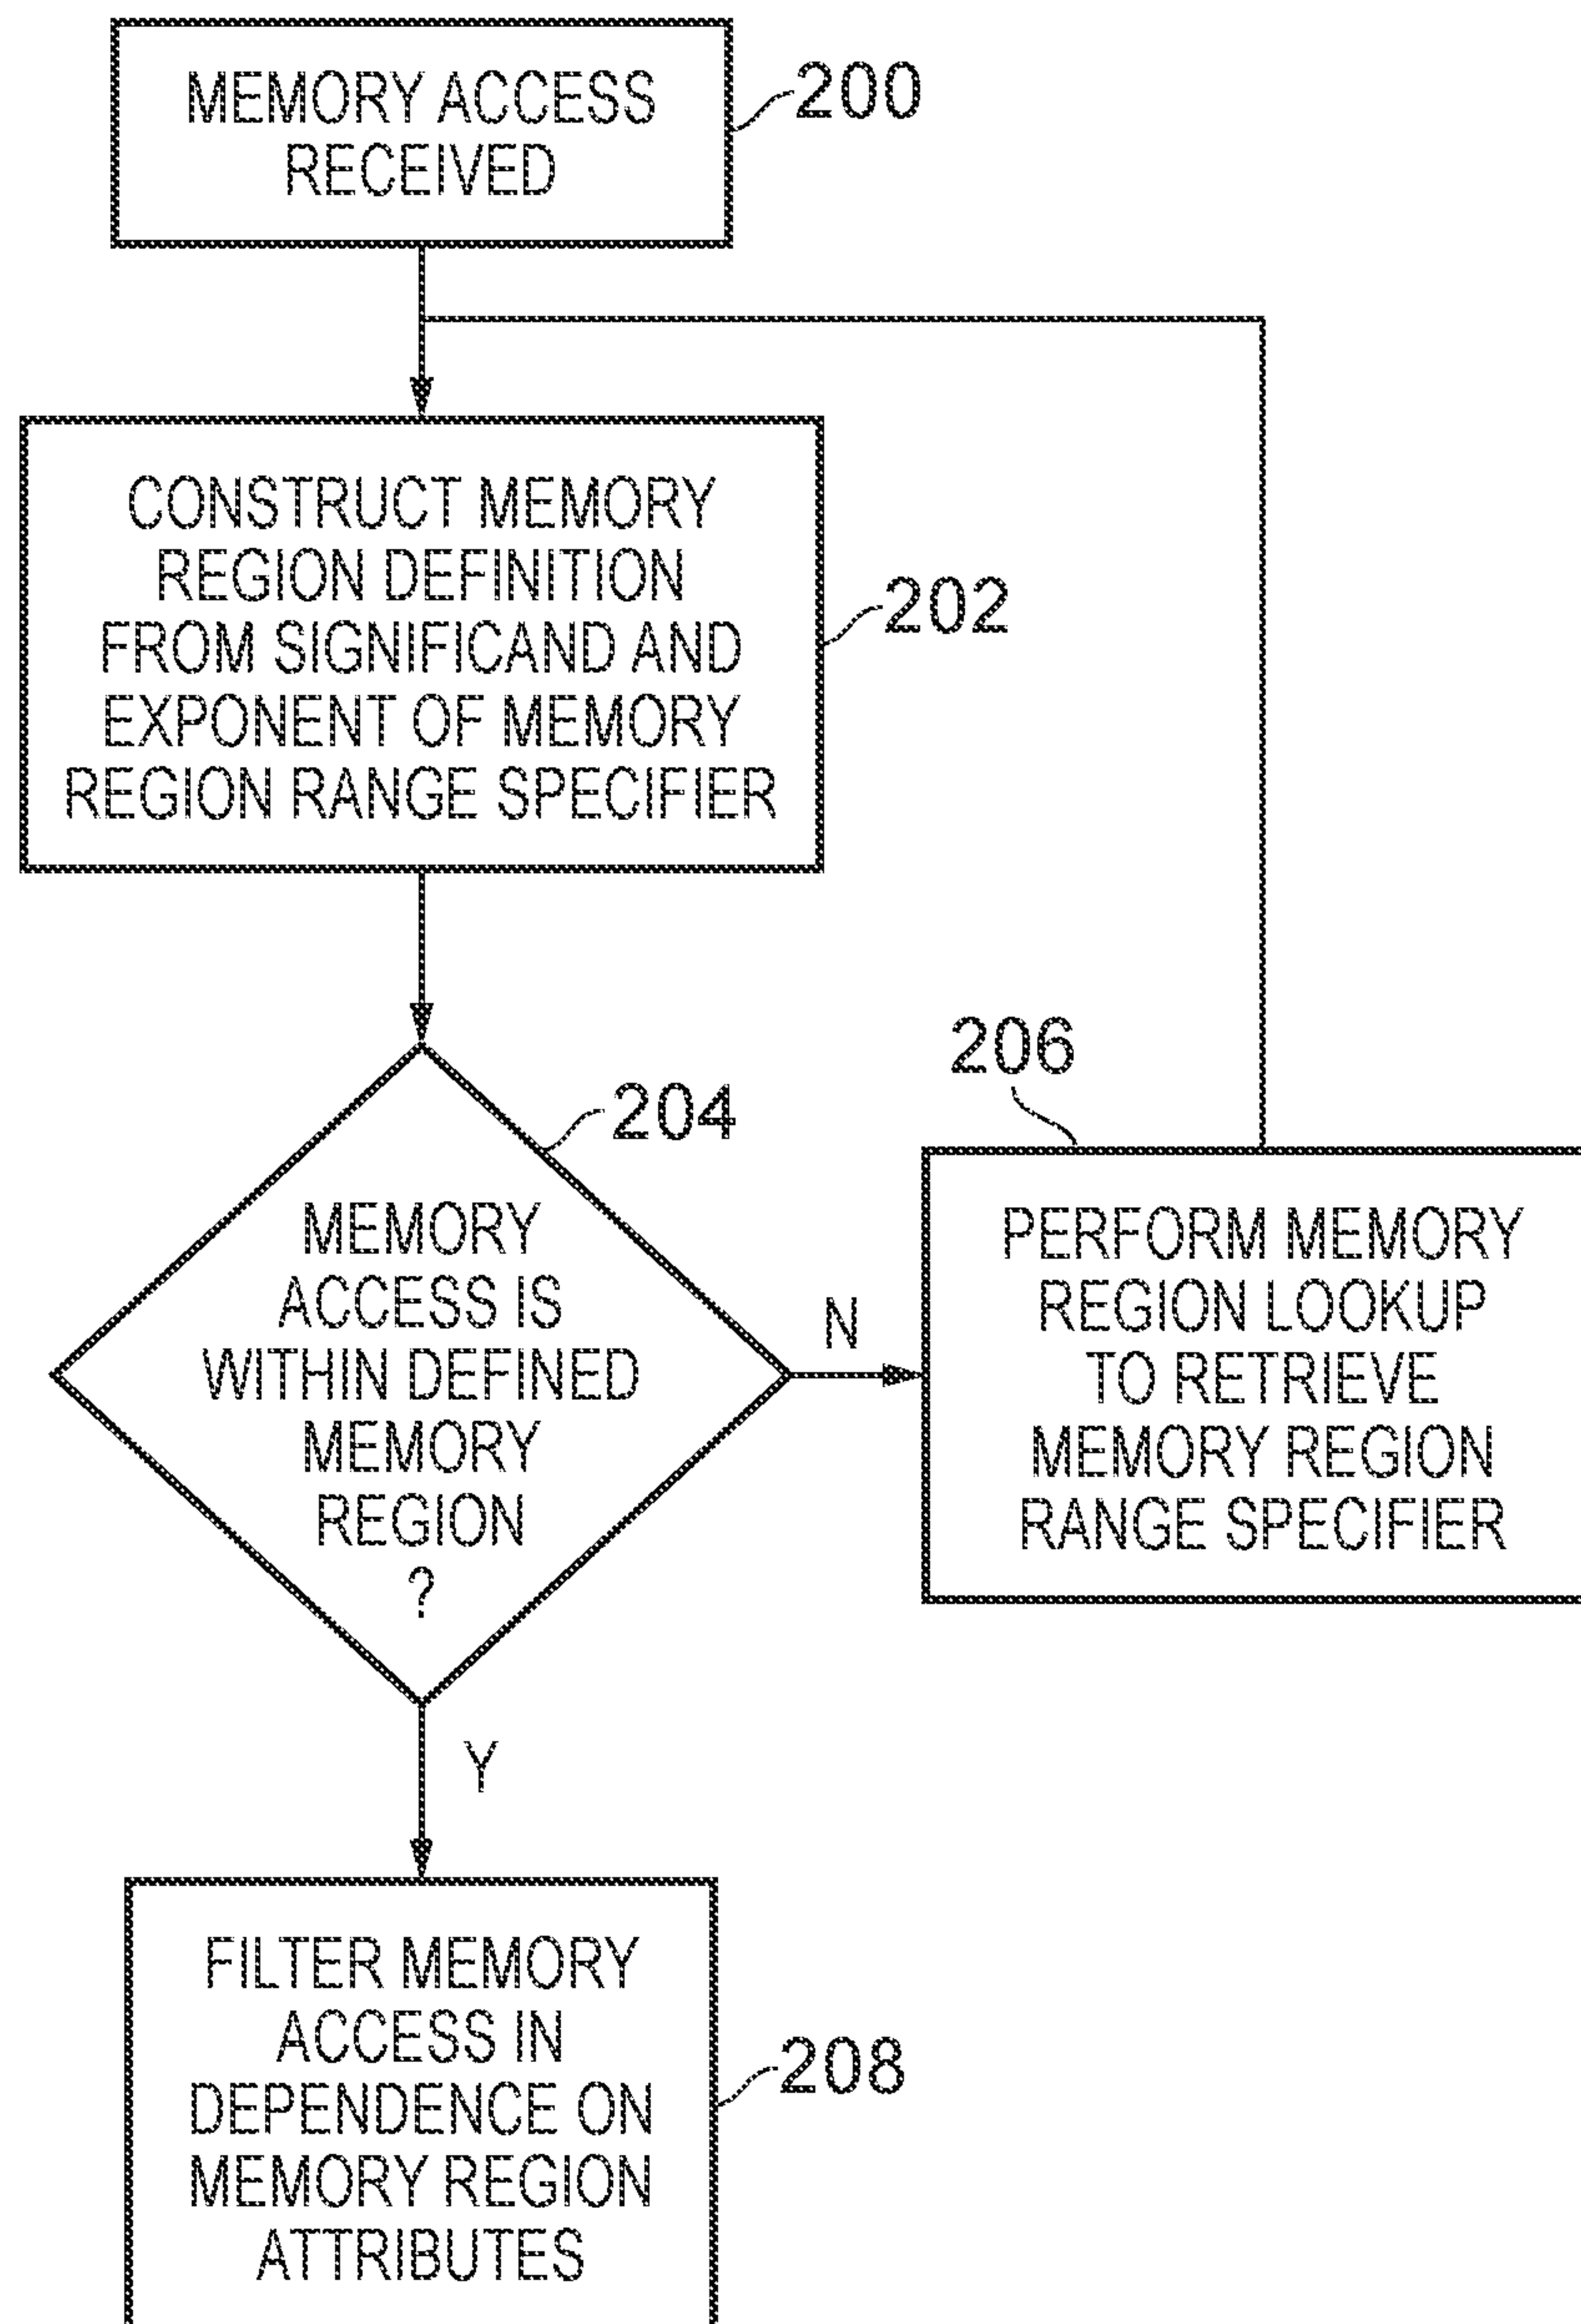 MEMORY ACCESS
RECEIVED
200
CONSTRUCT MEMORY
REGION DEFINITION
FROM SIGNIFICAND AND
EXPONENT OF MEMORY
REGION RANGE SPECIFIER
202
204
MEMORY
ACCESS IS
WITHIN DEFINED
MEMORY
REGION
?
N
206
PERFORM MEMORY
REGION LOOKUP
TO RETRIEVE
MEMORY REGION
RANGE SPECIFIER
Y
FILTER MEMORY
ACCESS IN
DEPENDENCE ON
MEMORY REGION
ATTRIBUTES
208